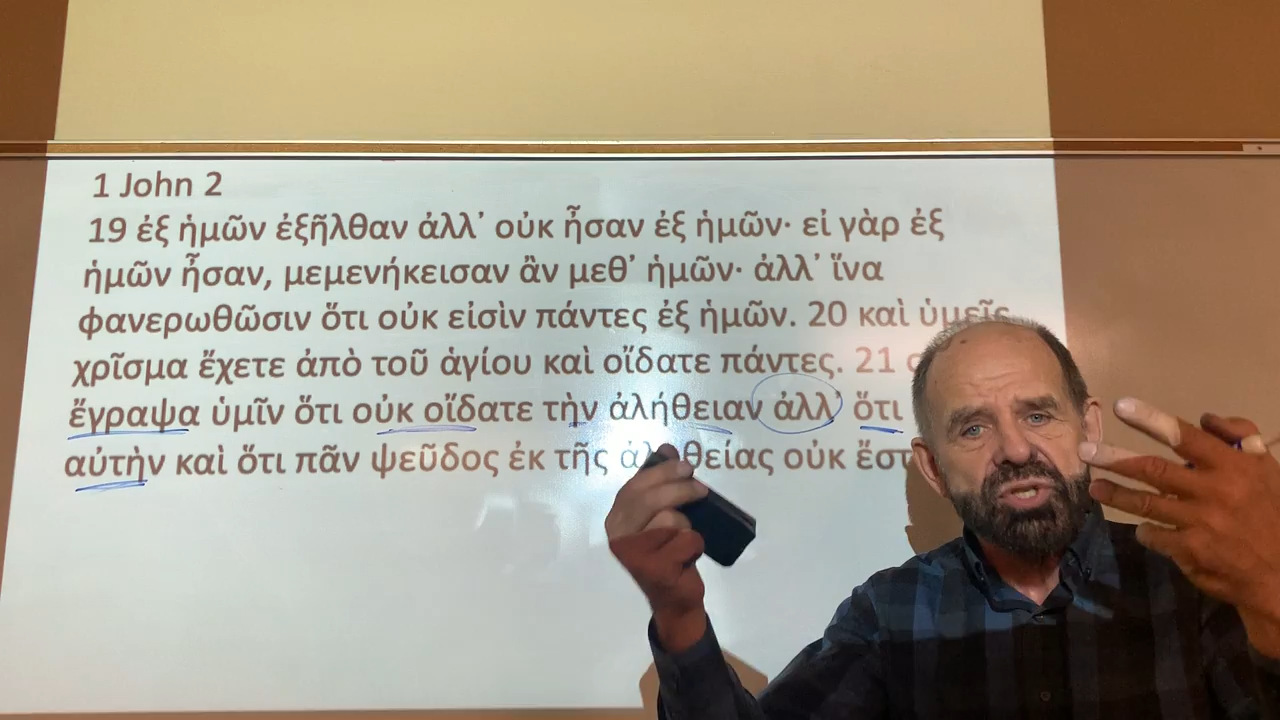 1 John 2
19 ἐξ ἡμῶν ἐξῆλθαν ἀλλ᾽ οὐκ ἦσαν ἐξ ἡμῶν· εἰ γὰρ ἐξ
ἡμῶν ἦσαν, μεμενήκεισαν ἂν μεθ᾽ ἡμῶν· ἀλλ᾽ ἵνα
φανερωθῶσιν ὅτι οὐκ εἰσὶν πάντες ἐξ ἡμῶν. 20 καὶ ὑμεῖς
χρῖσμα ἔχετε ἀπὸ τοῦ ἁγίου καὶ οἴδατε πάντες. 21
ἔγραψα ὑμῖν ὅτι οὐκ οἴδατε τὴν ἀλήθειαν ἀλλ᾽ ὅτι
αὐτὴν καὶ ὅτι πᾶν ψεῦδος ἐκ τῆς ἀληθείας οὐκ